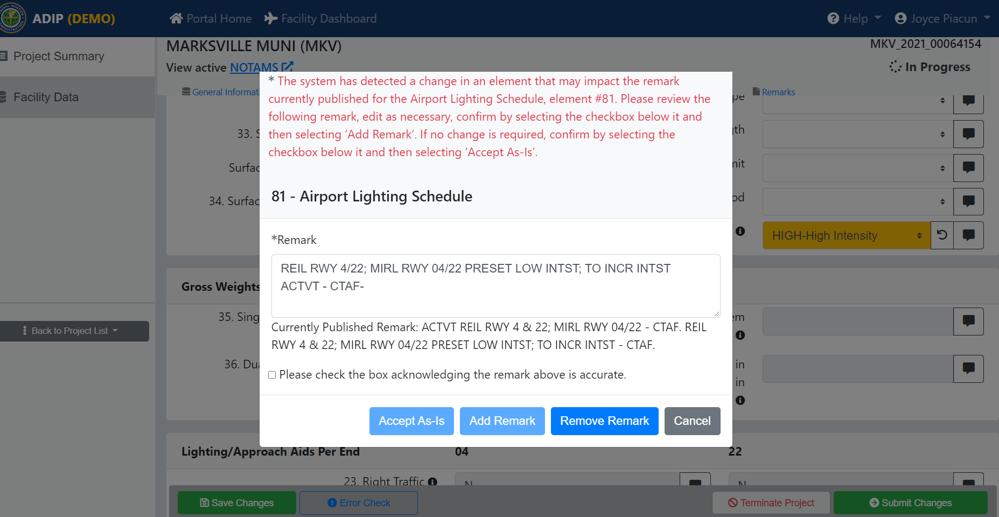 ADIP (DEMO)
Portal Home
Facility Dashboard
Help
Joyce Piacun
Project Summary
Facility Data
Back to Project List
MARKSVILLE MUNI (MKV)
MKV_2021_00064154
View active NOTAMS
In Progress
General Informat
Remarks
* The system has detected a change in an element that may impact the remark
currently published for the Airport Lighting Schedule, element #81. Please review the
following remark, edit as necessary, confirm by selecting the checkbox below it and
then selecting ‘Add Remark’. If no change is required, confirm by selecting the
checkbox below it and then selecting ‘Accept As-Is’.
81 - Airport Lighting Schedule
*Remark
REIL RWY 4/22; MIRL RWY 04/22 PRESET LOW INTST; TO INCR INTST
ACTVT - CTAF-
Currently Published Remark: ACTVT REIL RWY 4 & 22; MIRL RWY 04/22 - CTAF. REIL
RWY 4 & 22; MIRL RWY 04/22 PRESET LOW INTST; TO INCR INTST - CTAF.
Please check the box acknowledging the remark above is accurate.
Accept As-Is
Add Remark
Remove Remark
Cancel
33. S
Surfac
34. Surfac
HIGH-High Intensity
Gross Weights
35. Sing
em
36. Dua
in
in
Lighting/Approach Aids Per End
04
22
23. Right Traffic
N
N
Save Changes
Error Check
Terminate Project
Submit Changes